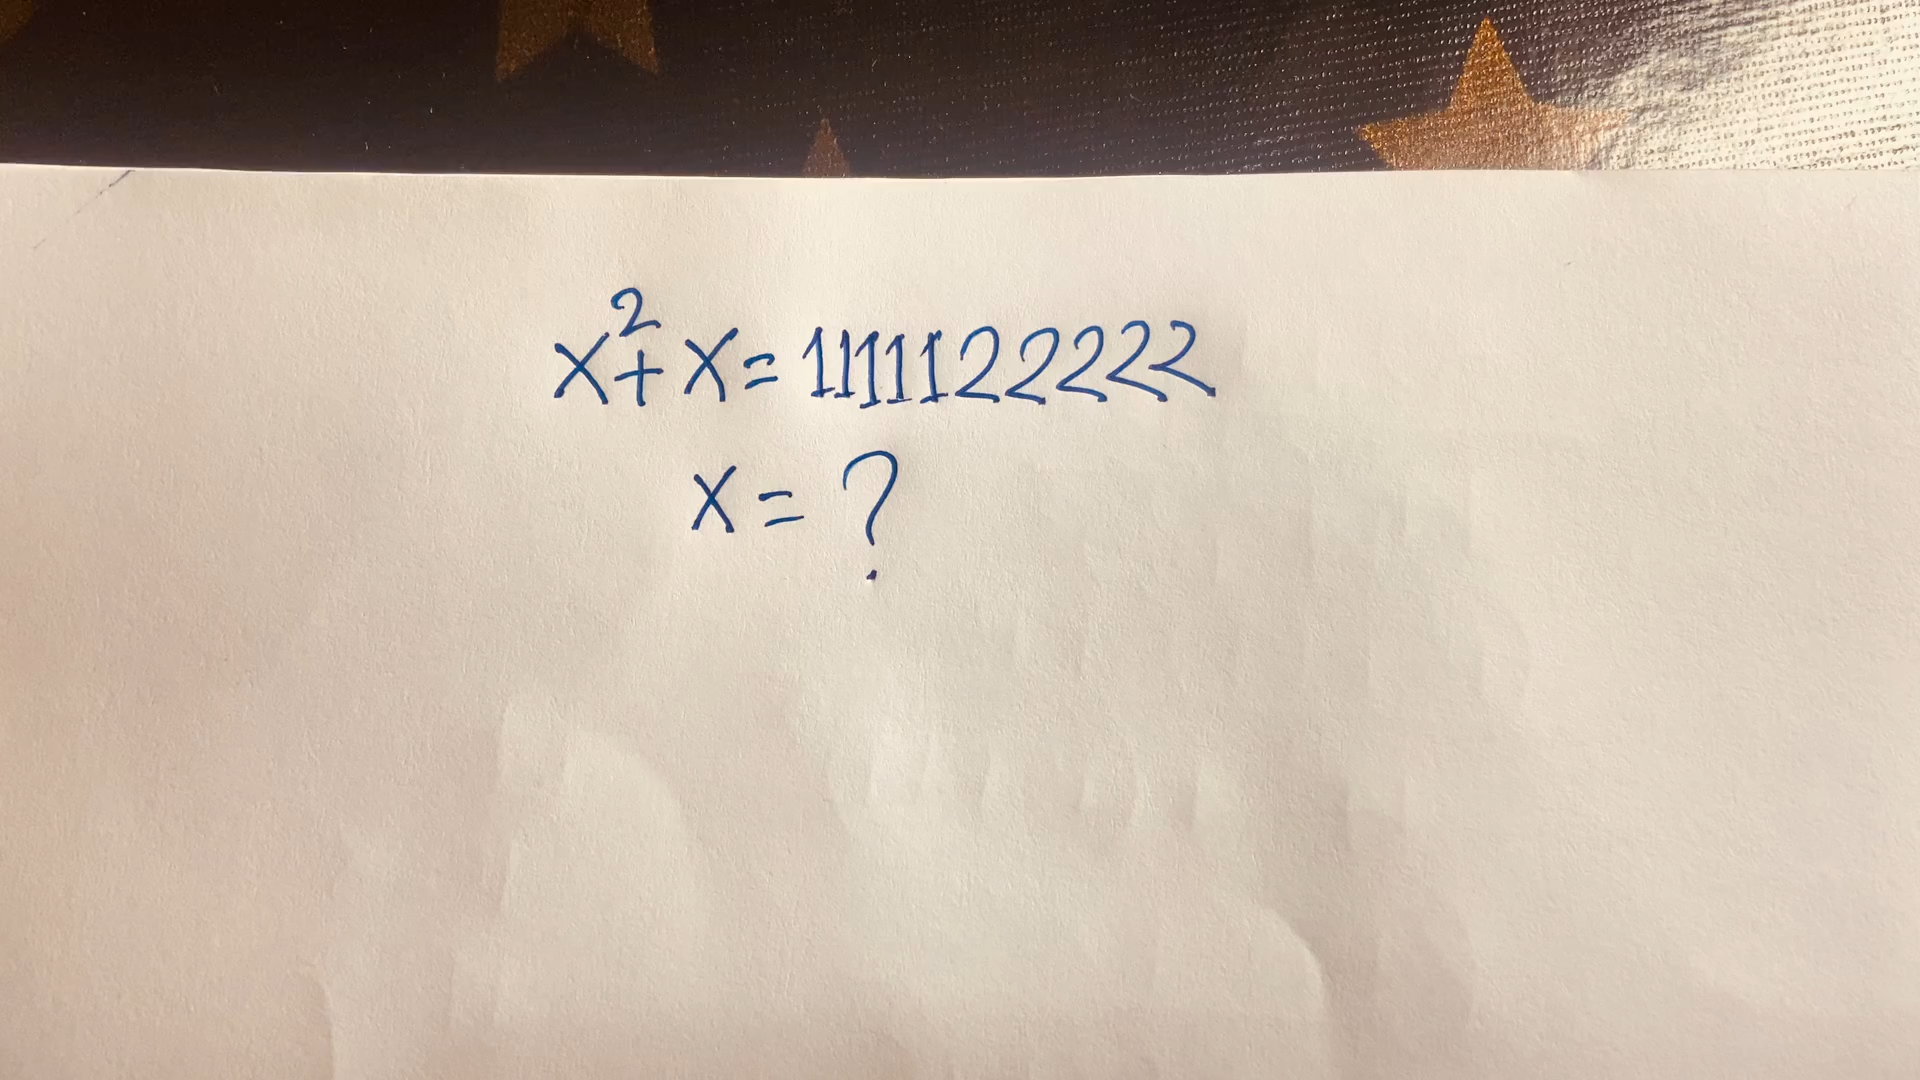 x² + x = 1111122222
x = ?